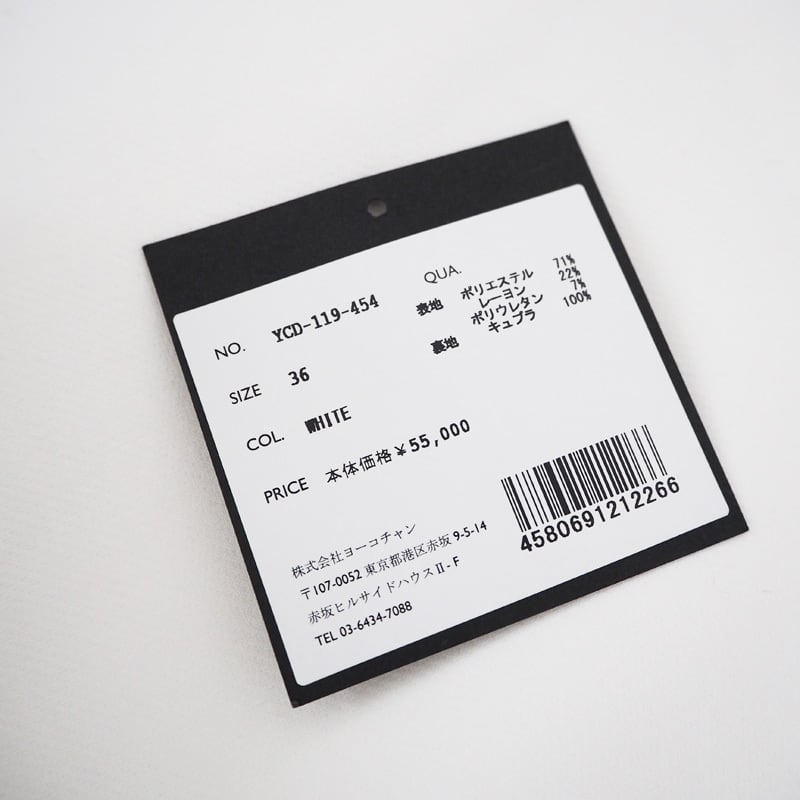 NO. YCD-119-454
SIZE 36
COL. WHITE
PRICE 本体価格¥55,000
QUA.
表地 ポリエステル 71%
レーヨン 22%
ポリウレタン 7%
裏地 キュプラ 100%
株式会社ヨーコチャン
〒107-0052 東京都港区赤坂 9-5-14
赤坂ヒルサイドハウスⅡ-F
TEL 03-6434-7088
4580691212266